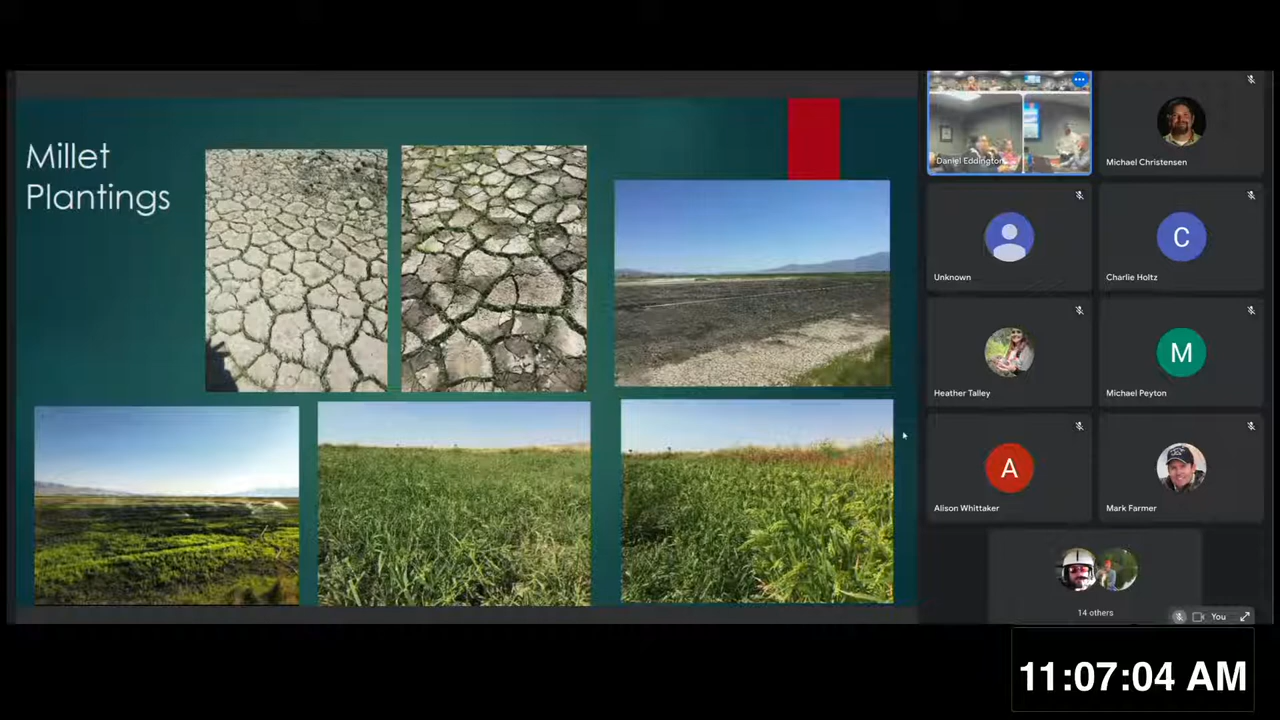 Millet
Plantings
Daniel Eddington
Michael Christensen
Unknown
C
Charlie Holtz
Heather Talley
M
Michael Peyton
A
Alison Whittaker
Mark Farmer
14 others
You
11:07:04 AM